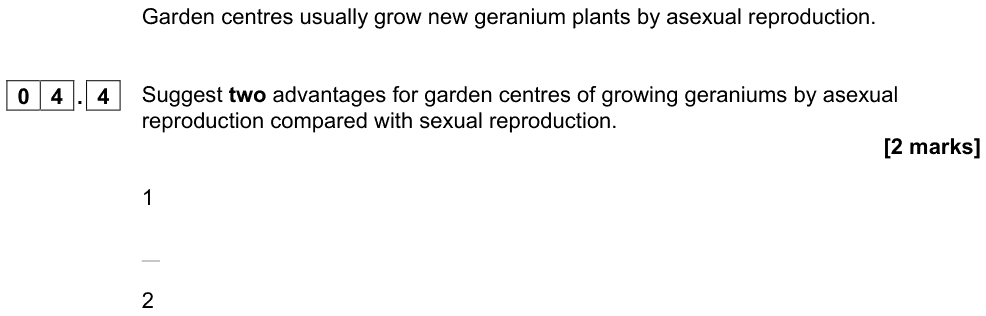 Garden centres usually grow new geranium plants by asexual reproduction.
0 4 . 4 Suggest two advantages for garden centres of growing geraniums by asexual
reproduction compared with sexual reproduction.
[2 marks]
1
2